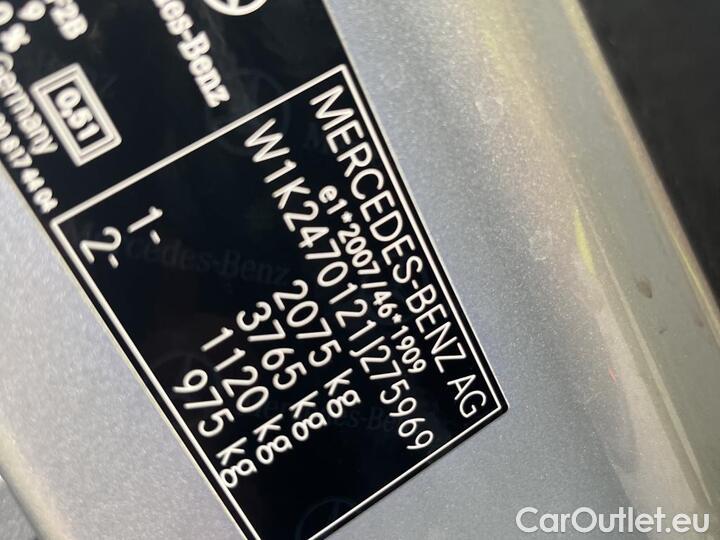 MERCEDES-BENZ AG
e1*2007/46*1909
W1K2470121J275969
2075 kg
3765 kg
1- 1120 kg
2- 975 kg
0,51
Germany
Mercedes-Benz
CarOutlet.eu